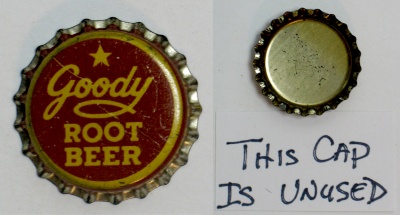 Goody
ROOT
BEER
THIS CAP
IS UNUSED